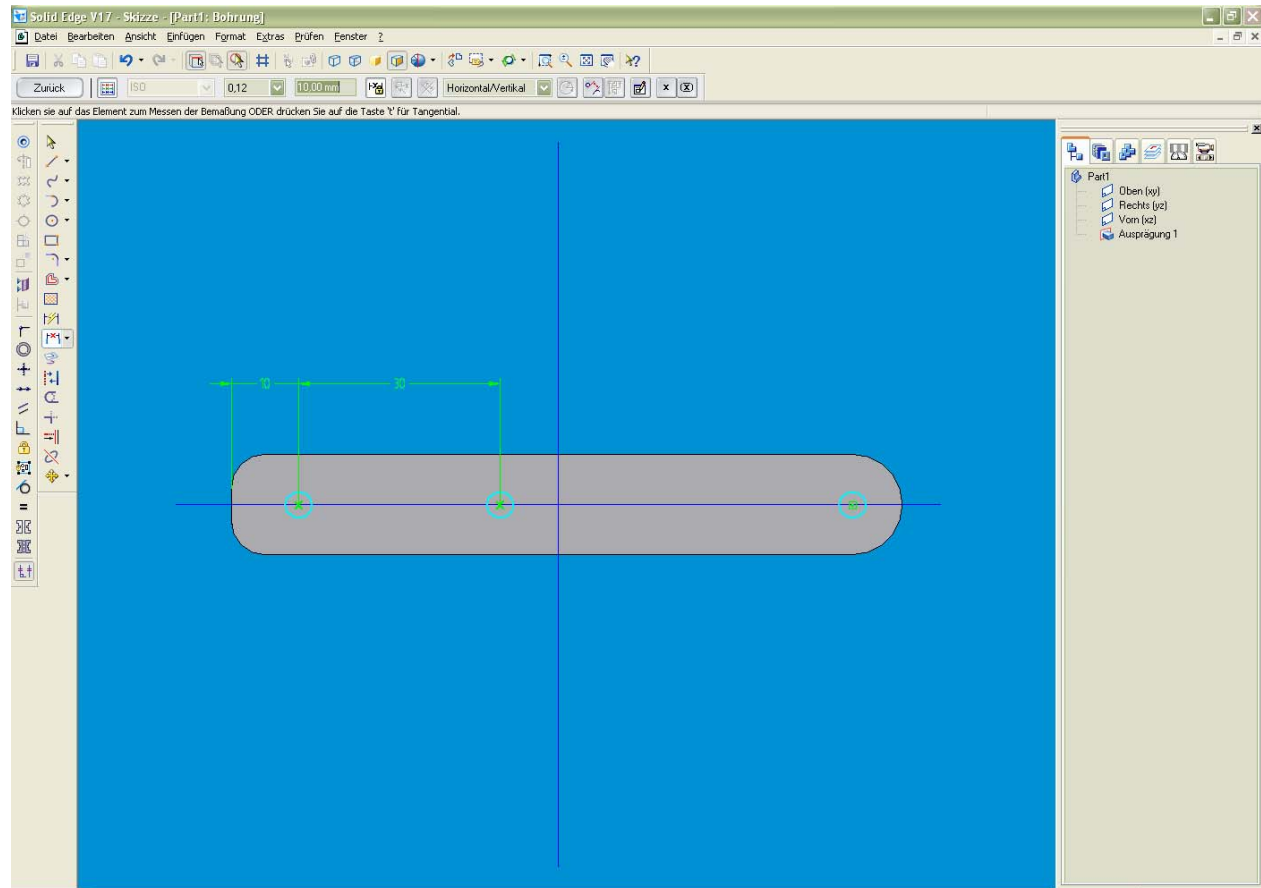 Solid Edge V17 - Skizze - [Part1: Bohrung]
Datei Bearbeiten Ansicht Einfügen Format Extras Prüfen Fenster ?
Zurück ISO 0,12 10,00 mm Horizontal/Vertikal
Klicken sie auf das Element zum Messen der Bemaßung ODER drücken Sie auf die Taste 't' für Tangential.
Part1
Oben (xy)
Rechts (yz)
Vorn (xz)
Ausprägung 1
10 30